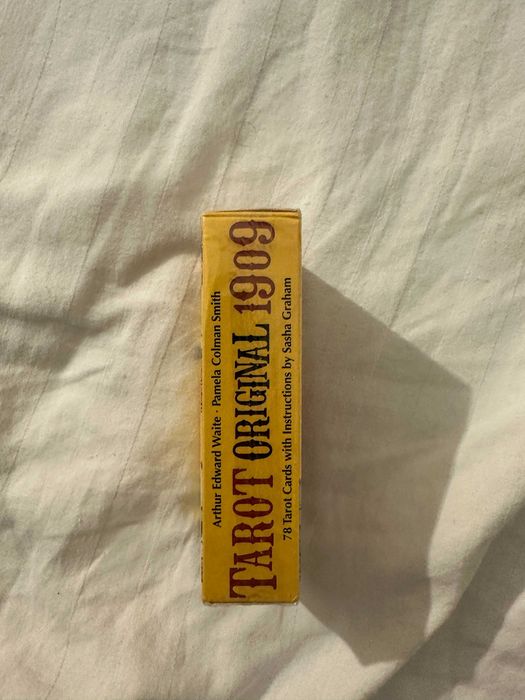 Arthur Edward Waite · Pamela Colman Smith
TAROT ORIGINAL 1909
78 Tarot Cards with Instructions by Sasha Graham